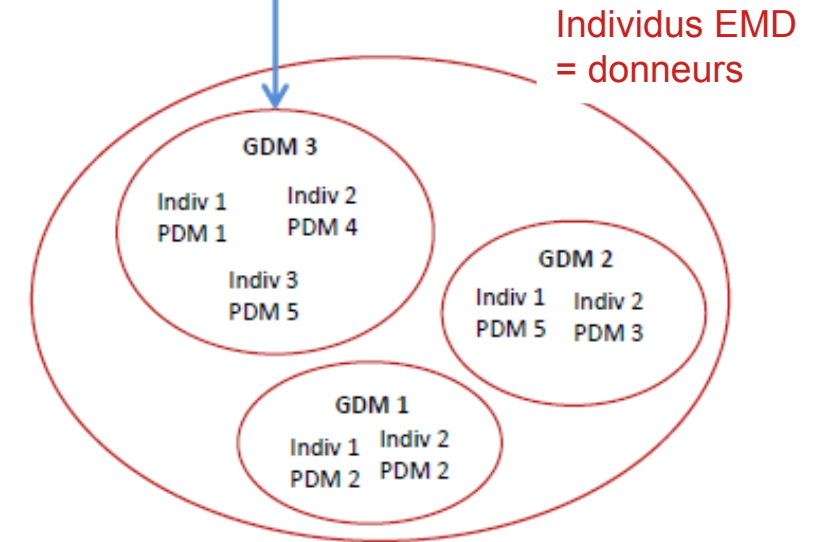 Individus EMD
= donneurs
GDM 3
Indiv 1
PDM 1
Indiv 2
PDM 4
Indiv 3
PDM 5
GDM 2
Indiv 1
PDM 5
Indiv 2
PDM 3
GDM 1
Indiv 1
PDM 2
Indiv 2
PDM 2